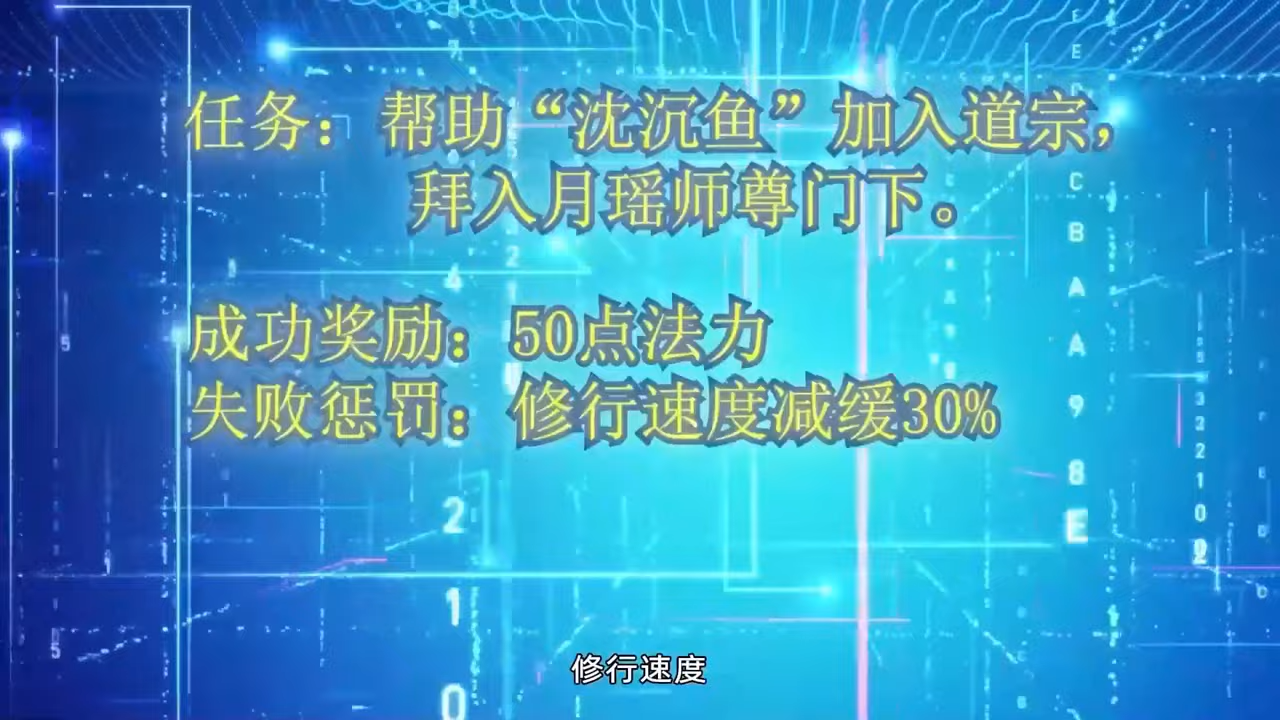 任务：帮助“沈沉鱼”加入道宗，
拜入月瑶师尊门下。
成功奖励：50点法力
失败惩罚：修行速度减缓30%
修行速度